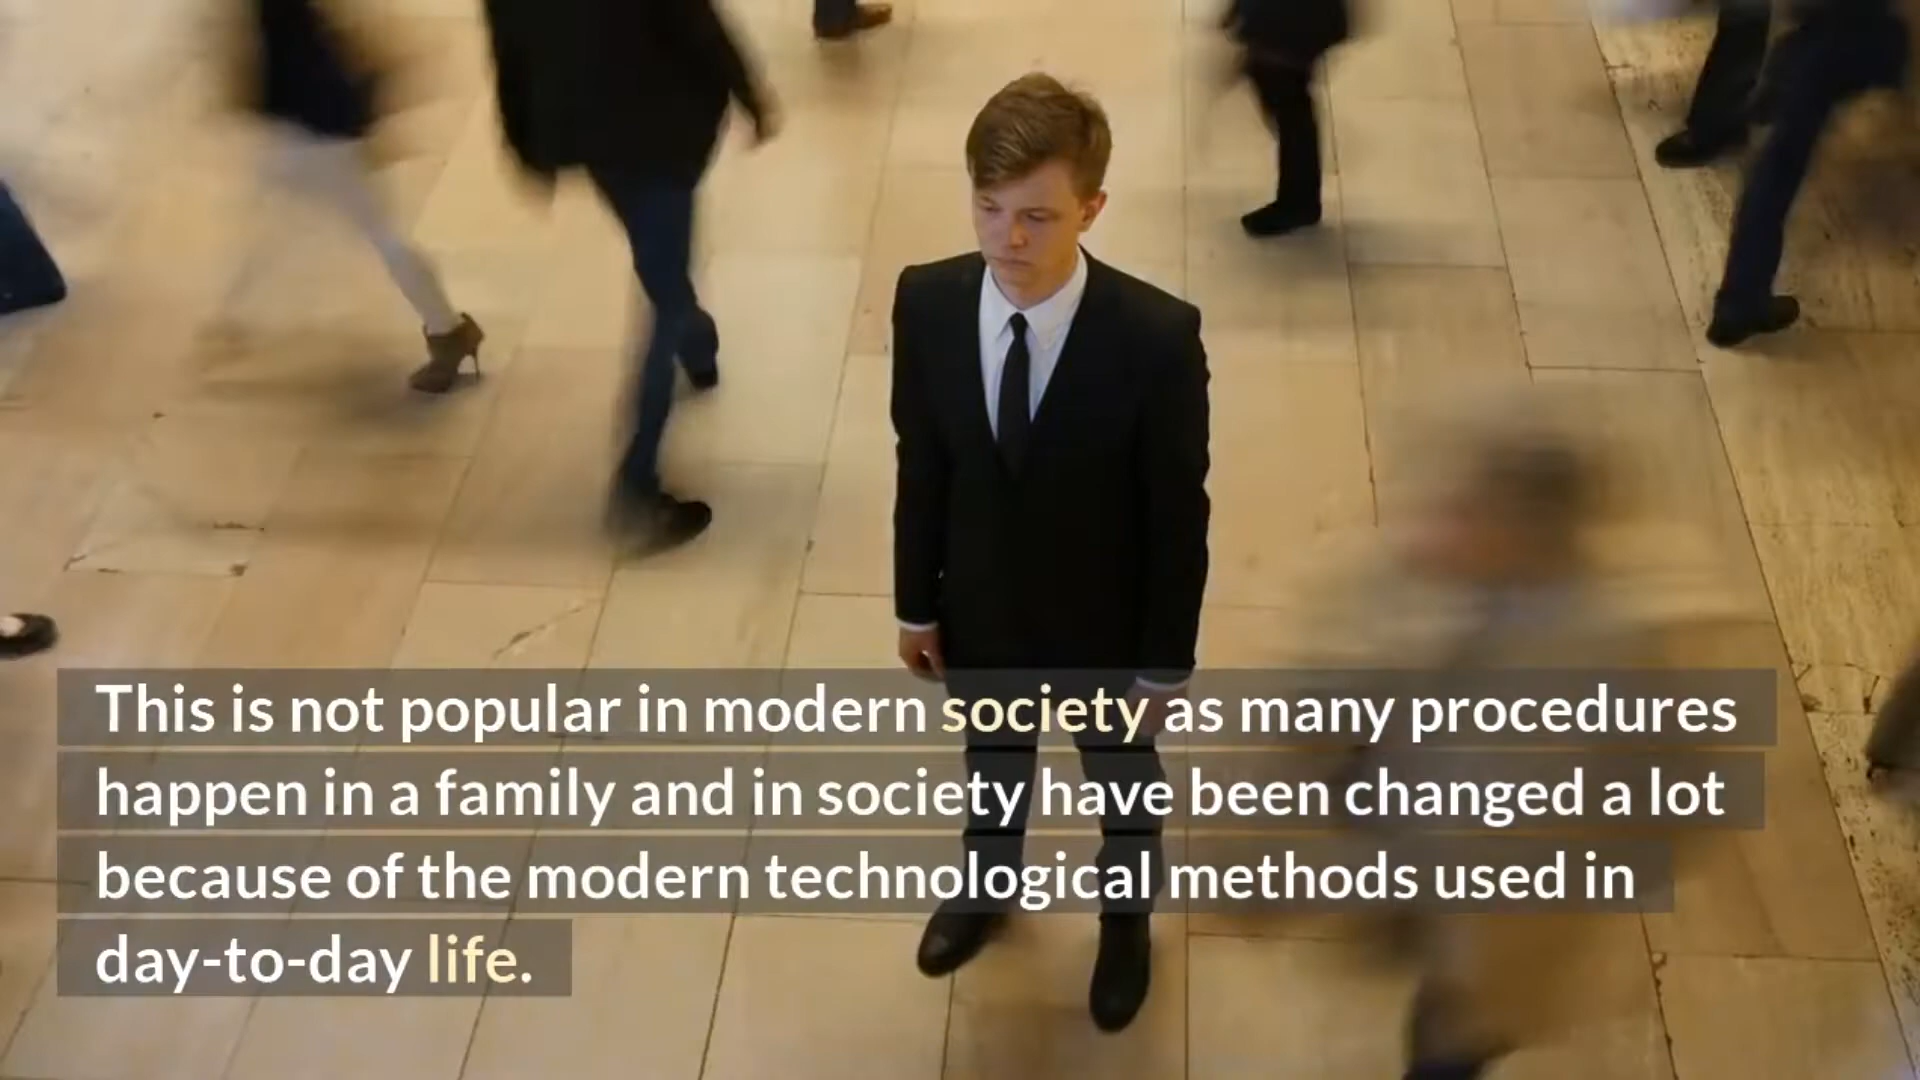 This is not popular in modern society as many procedures
happen in a family and in society have been changed a lot
because of the modern technological methods used in
day-to-day life.